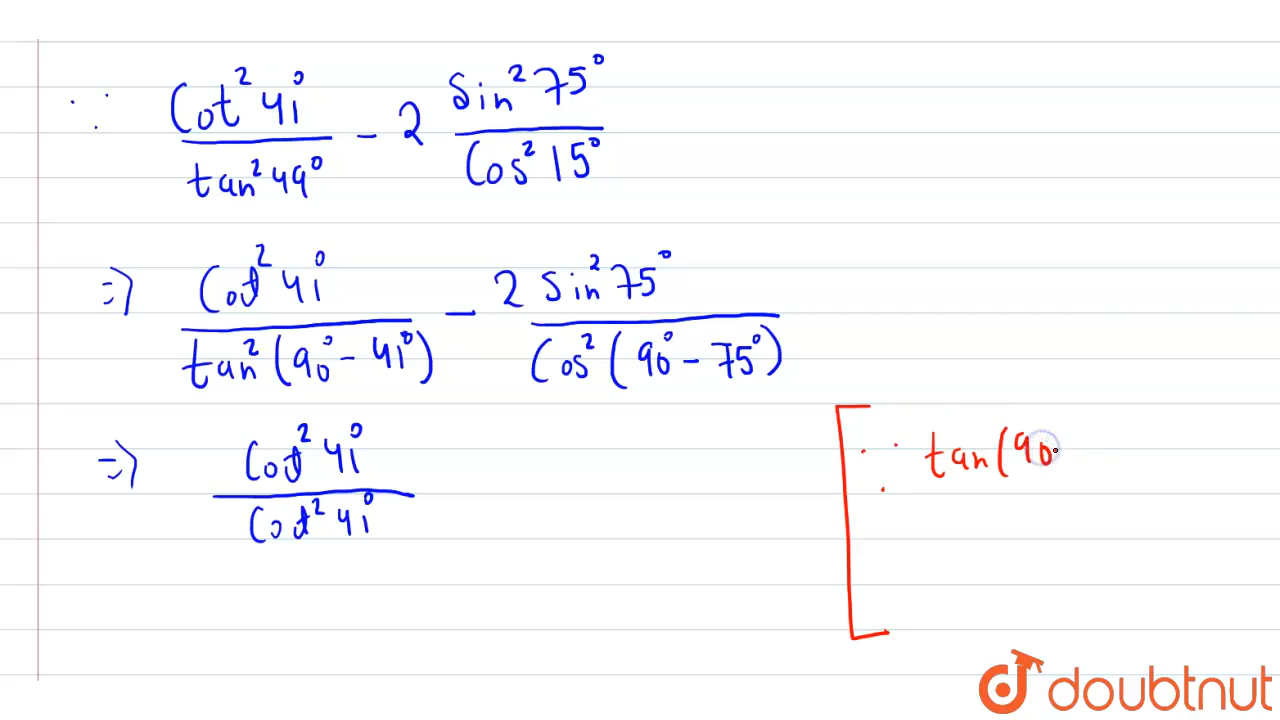 ∵ Cot² 41° / tan² 49° - 2 Sin² 75° / Cos² 15°
⇒ Cot² 41° / tan² (90° - 41°) - 2 Sin² 75° / Cos² (90° - 75°)
⇒ Cot² 41° / Cot² 41°
[∵ tan(90
doubtnut